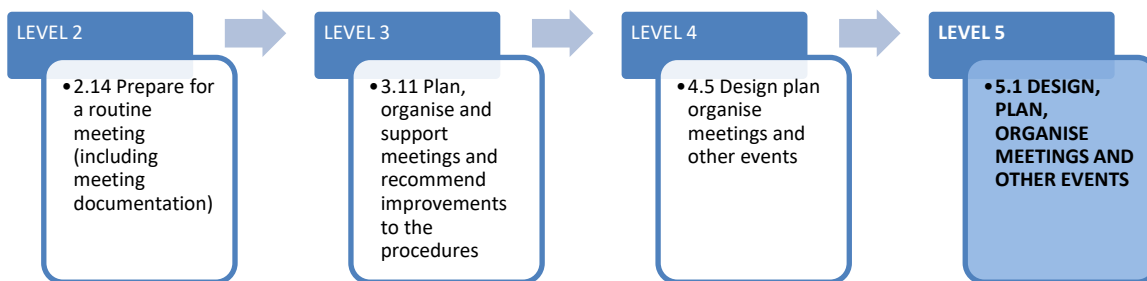 LEVEL 2
•2.14 Prepare for
a routine
meeting
(including
meeting
documentation)
LEVEL 3
•3.11 Plan,
organise and
support
meetings and
recommend
improvements
to the
procedures
LEVEL 4
•4.5 Design plan
organise
meetings and
other events
LEVEL 5
•5.1 DESIGN,
PLAN,
ORGANISE
MEETINGS AND
OTHER EVENTS